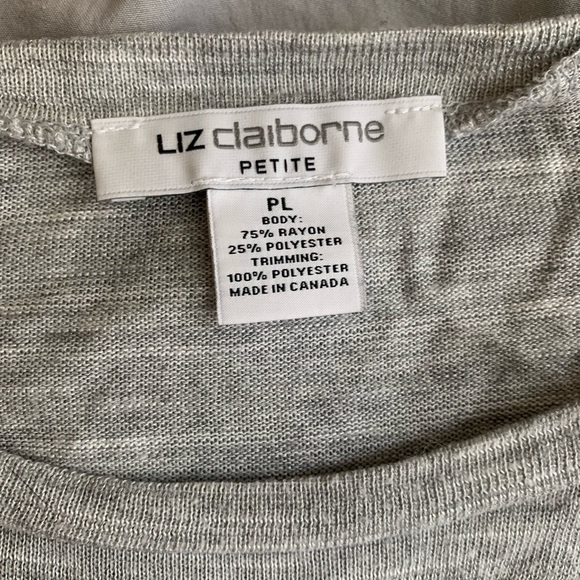 LIZ claiborne
PETITE
PL
BODY:
75% RAYON
25% POLYESTER
TRIMMING:
100% POLYESTER
MADE IN CANADA